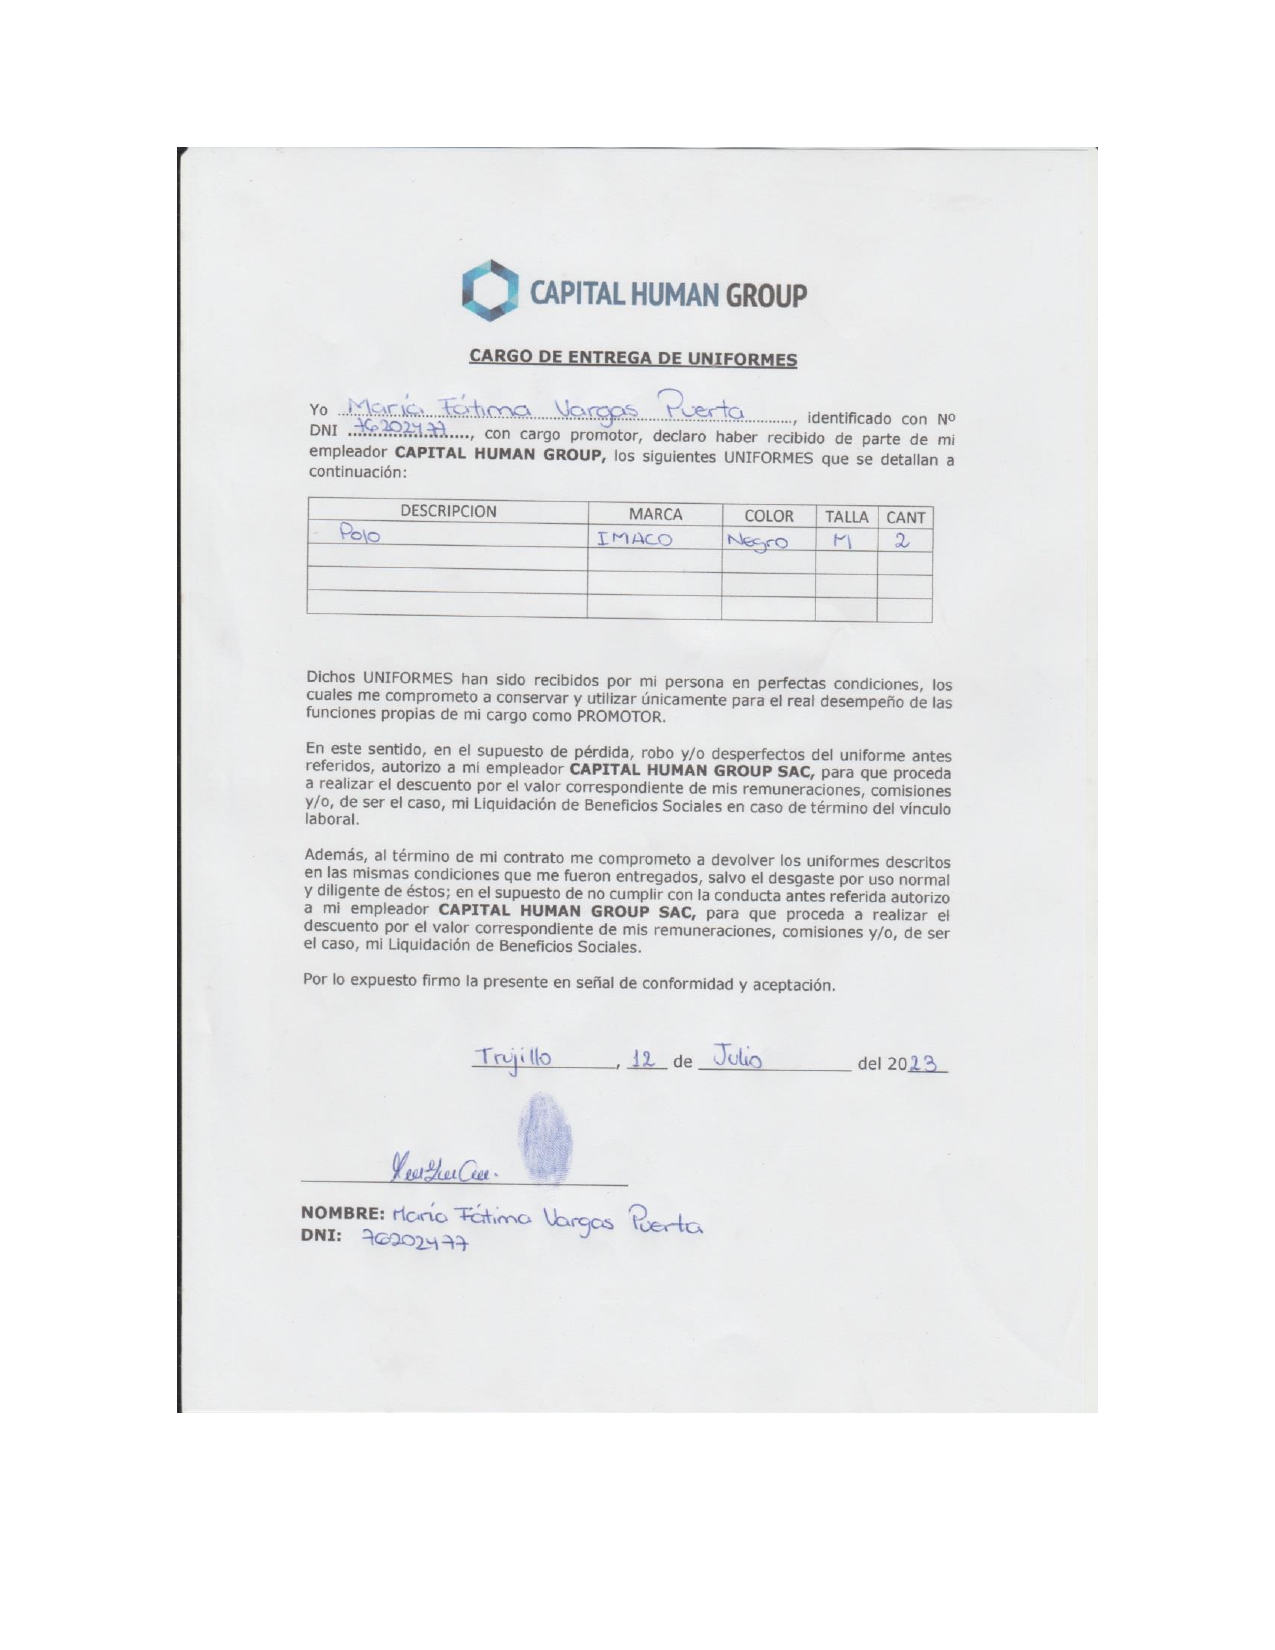 CAPITAL HUMAN GROUP
CARGO DE ENTREGA DE UNIFORMES
Yo María Fátima Vargas Puerta, identificado con Nº
DNI 76202477, con cargo promotor, declaro haber recibido de parte de mi
empleador CAPITAL HUMAN GROUP, los siguientes UNIFORMES que se detallan a
continuación:
DESCRIPCION MARCA COLOR TALLA CANT
Polo IMACO Negro M 2
Dichos UNIFORMES han sido recibidos por mi persona en perfectas condiciones, los
cuales me comprometo a conservar y utilizar únicamente para el real desempeño de las
funciones propias de mi cargo como PROMOTOR.
En este sentido, en el supuesto de pérdida, robo y/o desperfectos del uniforme antes
referidos, autorizo a mi empleador CAPITAL HUMAN GROUP SAC, para que proceda
a realizar el descuento por el valor correspondiente de mis remuneraciones, comisiones
y/o, de ser el caso, mi Liquidación de Beneficios Sociales en caso de término del vínculo
laboral.
Además, al término de mi contrato me comprometo a devolver los uniformes descritos
en las mismas condiciones que me fueron entregados, salvo el desgaste por uso normal
y diligente de éstos; en el supuesto de no cumplir con la conducta antes referida autorizo
a mi empleador CAPITAL HUMAN GROUP SAC, para que proceda a realizar el
descuento por el valor correspondiente de mis remuneraciones, comisiones y/o, de ser
el caso, mi Liquidación de Beneficios Sociales.
Por lo expuesto firmo la presente en señal de conformidad y aceptación.
Trujillo, 12 de Julio del 2023
NOMBRE: María Fátima Vargas Puerta
DNI: 76202477